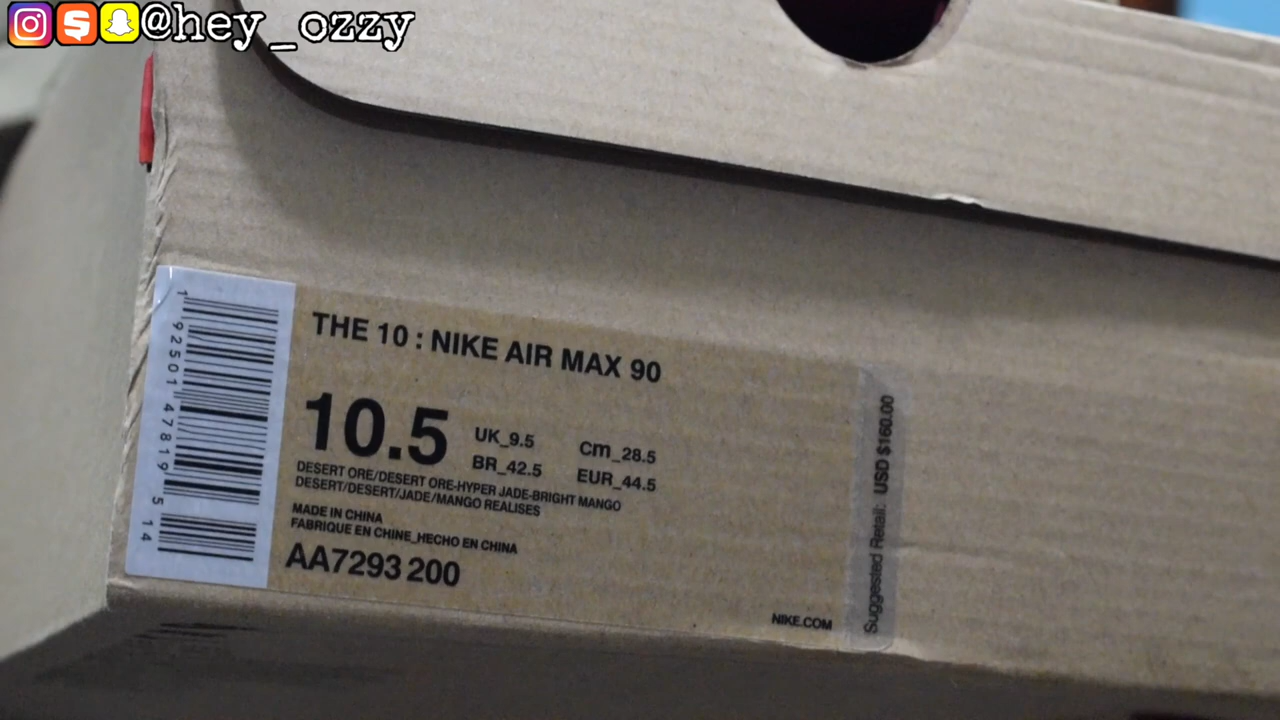 @hey_ozzy
THE 10 : NIKE AIR MAX 90
10.5
UK_9.5 Cm_28.5
BR_42.5 EUR_44.5
DESERT ORE/DESERT ORE-HYPER JADE-BRIGHT MANGO
DESERT/DESERT/JADE/MANGO REALISES
MADE IN CHINA
FABRIQUE EN CHINE_HECHO EN CHINA
AA7293 200
NIKE.COM
Suggested Retail: USD $160.00
1 92501 47819 5 14